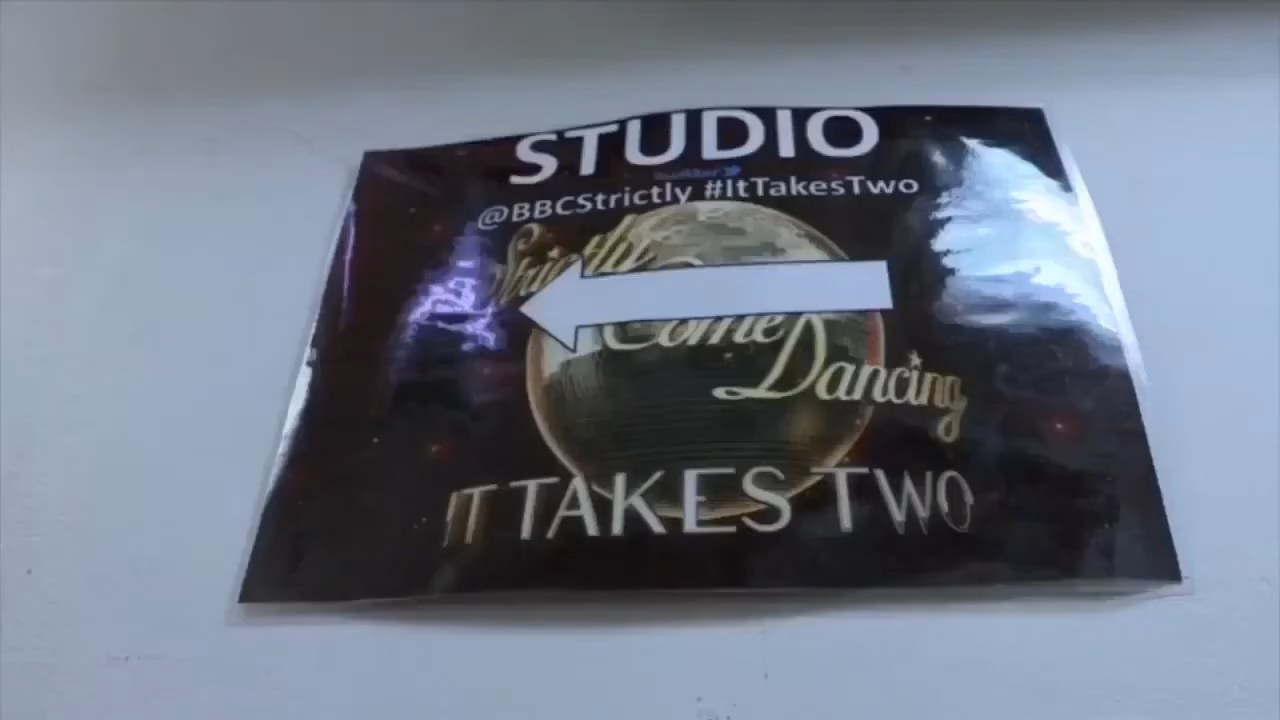 STUDIO
twitter
@BBCStrictly #ItTakesTwo
Strictly
Come
Dancing
IT TAKES TWO